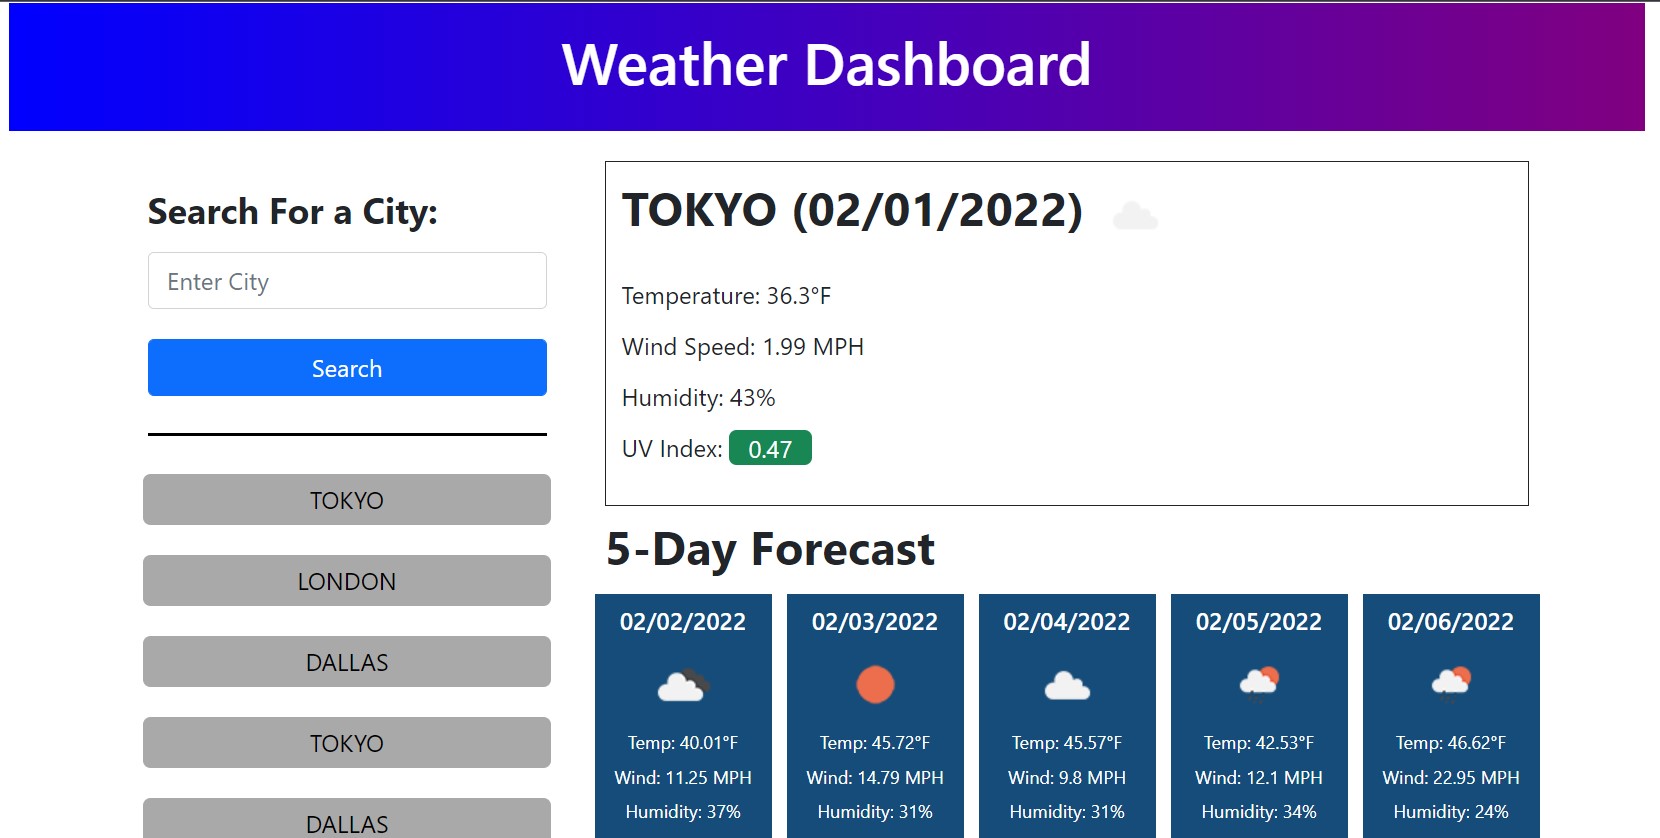 Weather Dashboard
Search For a City:
Enter City
Search
TOKYO
LONDON
DALLAS
TOKYO
DALLAS
TOKYO (02/01/2022)
Temperature: 36.3°F
Wind Speed: 1.99 MPH
Humidity: 43%
UV Index: 0.47
5-Day Forecast
02/02/2022
Temp: 40.01°F
Wind: 11.25 MPH
Humidity: 37%
02/03/2022
Temp: 45.72°F
Wind: 14.79 MPH
Humidity: 31%
02/04/2022
Temp: 45.57°F
Wind: 9.8 MPH
Humidity: 31%
02/05/2022
Temp: 42.53°F
Wind: 12.1 MPH
Humidity: 34%
02/06/2022
Temp: 46.62°F
Wind: 22.95 MPH
Humidity: 24%